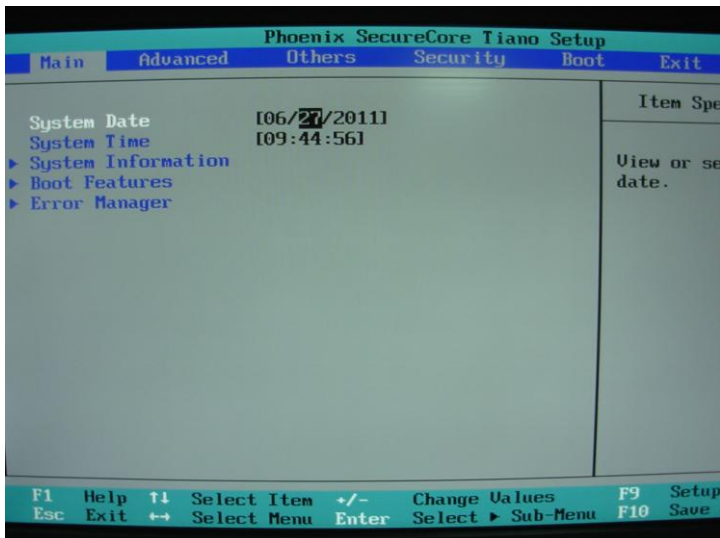 Phoenix SecureCore Tiano Setup
Main Advanced Others Security Boot Exit
Item Spe
System Date [06/27/2011]
System Time [09:44:56]
▶ System Information
View or se
▶ Boot Features
date.
▶ Error Manager
F1 Help ↑↓ Select Item +/- Change Values F9 Setup
Esc Exit ←→ Select Menu Enter Select ▶ Sub-Menu F10 Save